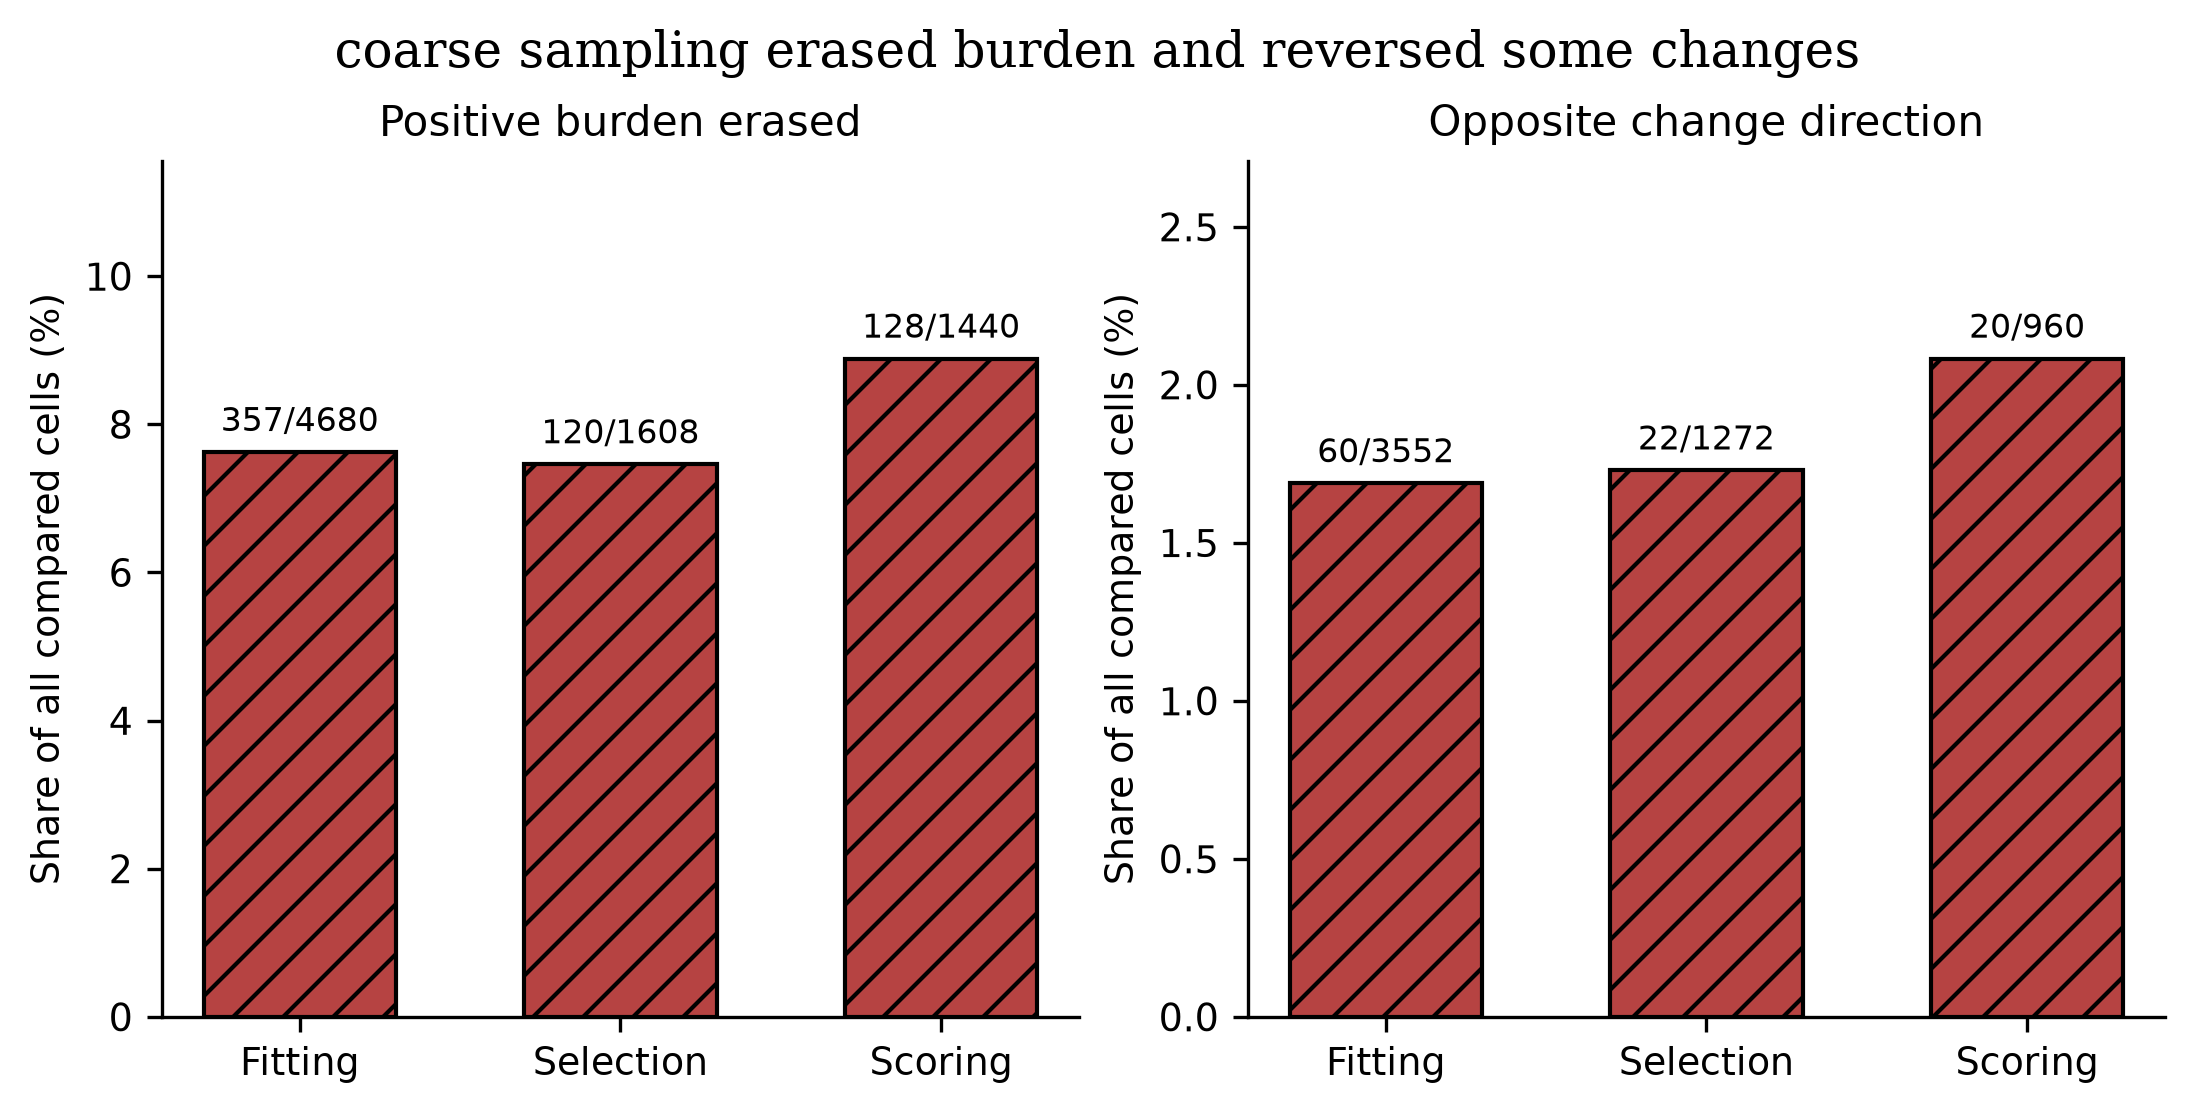 coarse sampling erased burden and reversed some changes
Positive burden erased
Share of all compared cells (%)
10
8
6
4
2
0
357/4680
120/1608
128/1440
Fitting
Selection
Scoring
Opposite change direction
Share of all compared cells (%)
2.5
2.0
1.5
1.0
0.5
0.0
60/3552
22/1272
20/960
Fitting
Selection
Scoring